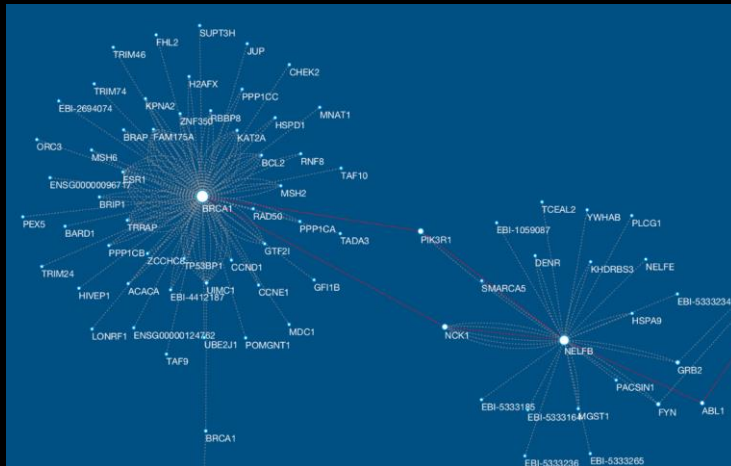 SUPT3H
FHL2
TRIM46
JUP
CHEK2
H2AFX
TRIM74
PPP1CC
EBI-2694074
KPNA2
ZNF350
RBBP8
MNAT1
HSPD1
BRAP
FAM175A
KAT2A
ORC3
MSH6
BCL2
RNF8
TAF10
ESR1
ENSG00000096717
MSH2
BRIP1
BRCA1
RAD50
PEX5
BARD1
TRRAP
PPP1CA
TADA3
PPP1CB
GTF2I
ZCCHC8
TP53BP1
CCND1
TRIM24
GFI1B
HIVEP1
ACACA
EBI-4412187
UIMC1
CCNE1
LONRF1
ENSG00000124762
UBE2J1
POMGNT1
MDC1
TAF9
BRCA1
PIK3R1
TCEAL2
YWHAB
PLCG1
EBI-1059087
DENR
KHDRBS3
NELFE
SMARCA5
EBI-5333234
HSPA9
NCK1
NELFB
GRB2
PACSIN1
EBI-5333185
EBI-5333164
MGST1
FYN
ABL1
EBI-5333236
EBI-5333265